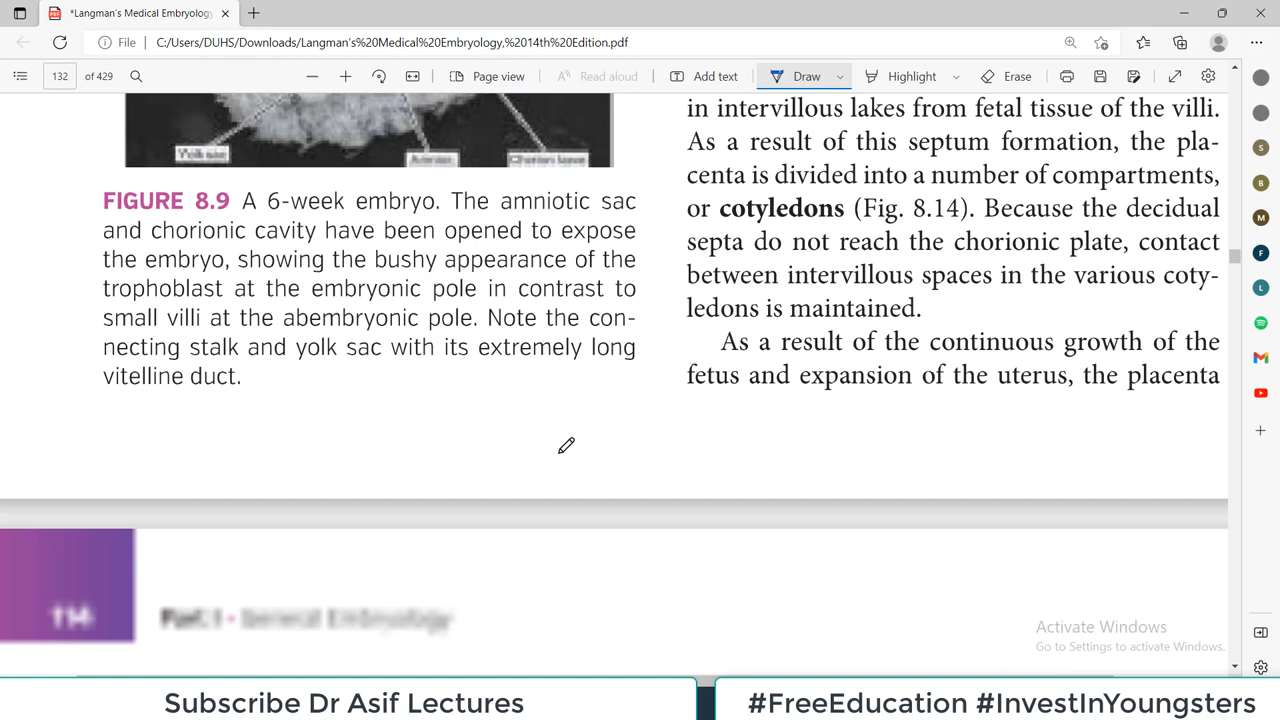 *Langman's Medical Embryology
File
C:/Users/DUHS/Downloads/Langman's%20Medical%20Embryology,%2014th%20Edition.pdf
132 of 429
Page view
Read aloud
Add text
Draw
Highlight
Erase
Yolk sac
FIGURE 8.9 A 6-week embryo. The amniotic sac
and chorionic cavity have been opened to expose
the embryo, showing the bushy appearance of the
trophoblast at the embryonic pole in contrast to
small villi at the abembryonic pole. Note the con-
necting stalk and yolk sac with its extremely long
vitelline duct.
in intervillous lakes from fetal tissue of the villi.
As a result of this septum formation, the pla-
centa is divided into a number of compartments,
or cotyledons (Fig. 8.14). Because the decidual
septa do not reach the chorionic plate, contact
between intervillous spaces in the various coty-
ledons is maintained.
As a result of the continuous growth of the
fetus and expansion of the uterus, the placenta
Part I • General Embryology
S
B
M
F
L
Activate Windows
Go to Settings to activate Windows.
Subscribe Dr Asif Lectures
#FreeEducation #InvestInYoungsters